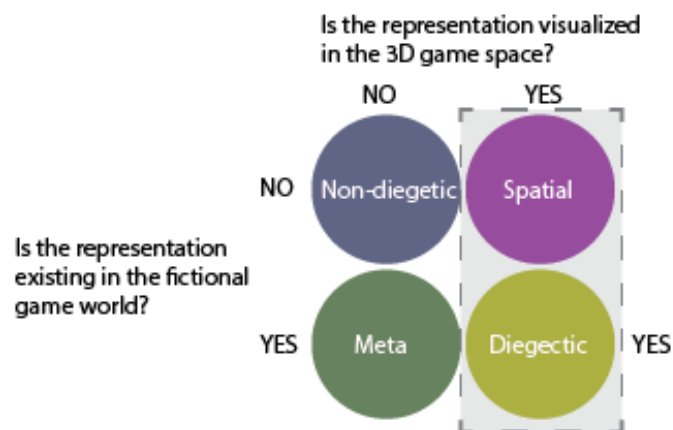 Is the representation visualized
in the 3D game space?
NO YES
NO Non-diegetic Spatial
Is the representation
existing in the fictional
game world?
YES Meta Diegectic YES